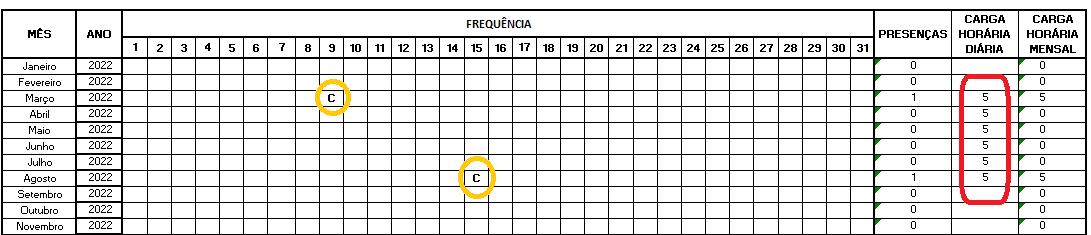 MÊS ANO FREQUÊNCIA PRESENÇAS CARGA HORÁRIA DIÁRIA CARGA HORÁRIA MENSAL
1 2 3 4 5 6 7 8 9 10 11 12 13 14 15 16 17 18 19 20 21 22 23 24 25 26 27 28 29 30 31
Janeiro 2022 0 0
Fevereiro 2022 0 0
Março 2022 C 1 5 5
Abril 2022 0 5 0
Maio 2022 0 5 0
Junho 2022 0 5 0
Julho 2022 0 5 0
Agosto 2022 C 1 5 5
Setembro 2022 0 0
Outubro 2022 0 0
Novembro 2022 0 0